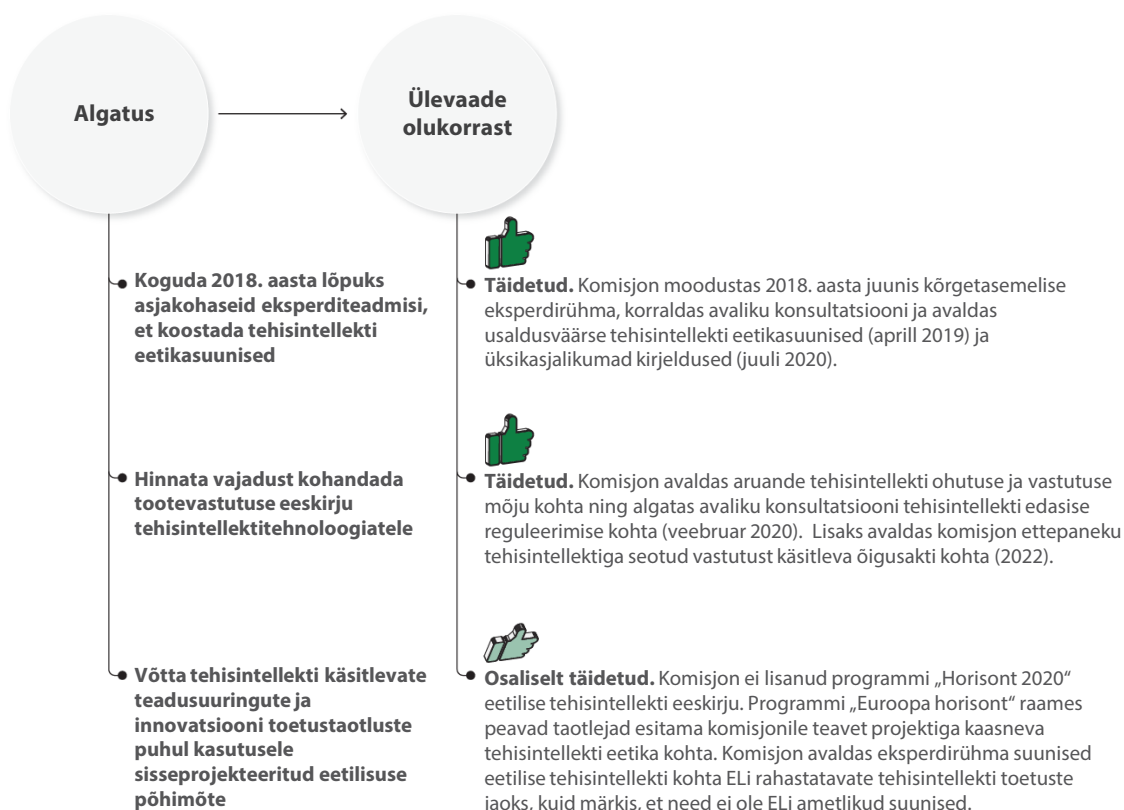 Algatus
Ülevaade
olukorrast
Koguda 2018. aasta lõpuks
asjakohaseid eksperditeadmisi,
et koostada tehisintellekti
eetikasuunised
Täidetud. Komisjon moodustas 2018. aasta juunis kõrgetasemelise
eksperdirühma, korraldas avaliku konsultatsiooni ja avaldas
usaldusväärse tehisintellekti eetikasuunised (aprill 2019) ja
üksikasjalikumad kirjeldused (juuli 2020).
Hinnata vajadust kohandada
tootevastutuse eeskirju
tehisintellektitehnoloogiatele
Täidetud. Komisjon avaldas aruande tehisintellekti ohutuse ja vastutuse
mõju kohta ning algatas avaliku konsultatsiooni tehisintellekti edasise
reguleerimise kohta (veebruar 2020). Lisaks avaldas komisjon ettepaneku
tehisintellektiga seotud vastutust käsitleva õigusakti kohta (2022).
Võtta tehisintellekti käsitlevate
teadusuuringute ja
innovatsiooni toetustaotluste
puhul kasutusele
sisseprojekteeritud eetilisuse
põhimõte
Osaliselt täidetud. Komisjon ei lisanud programmi „Horisont 2020“
eetilise tehisintellekti eeskirju. Programmi „Euroopa horisont“ raames
peavad taotlejad esitama komisjonile teavet projektiga kaasneva
tehisintellekti eetika kohta. Komisjon avaldas eksperdirühma suunised
eetilise tehisintellekti kohta ELi rahastatavate tehisintellekti toetuste
jaoks, kuid märkis, et need ei ole ELi ametlikud suunised.